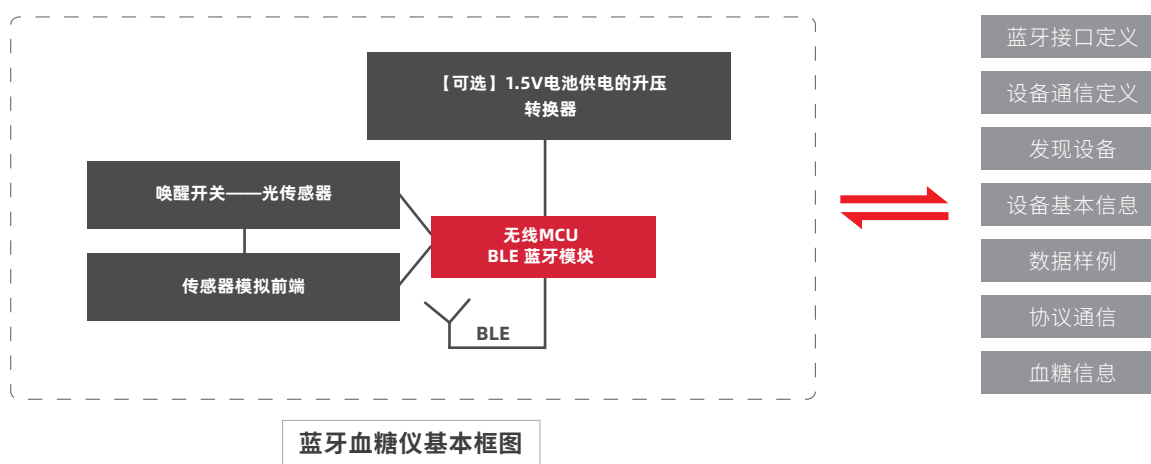 【可选】1.5V电池供电的升压
转换器
唤醒开关——光传感器
无线MCU
BLE 蓝牙模块
传感器模拟前端
BLE
蓝牙血糖仪基本框图
蓝牙接口定义
设备通信定义
发现设备
设备基本信息
数据样例
协议通信
血糖信息